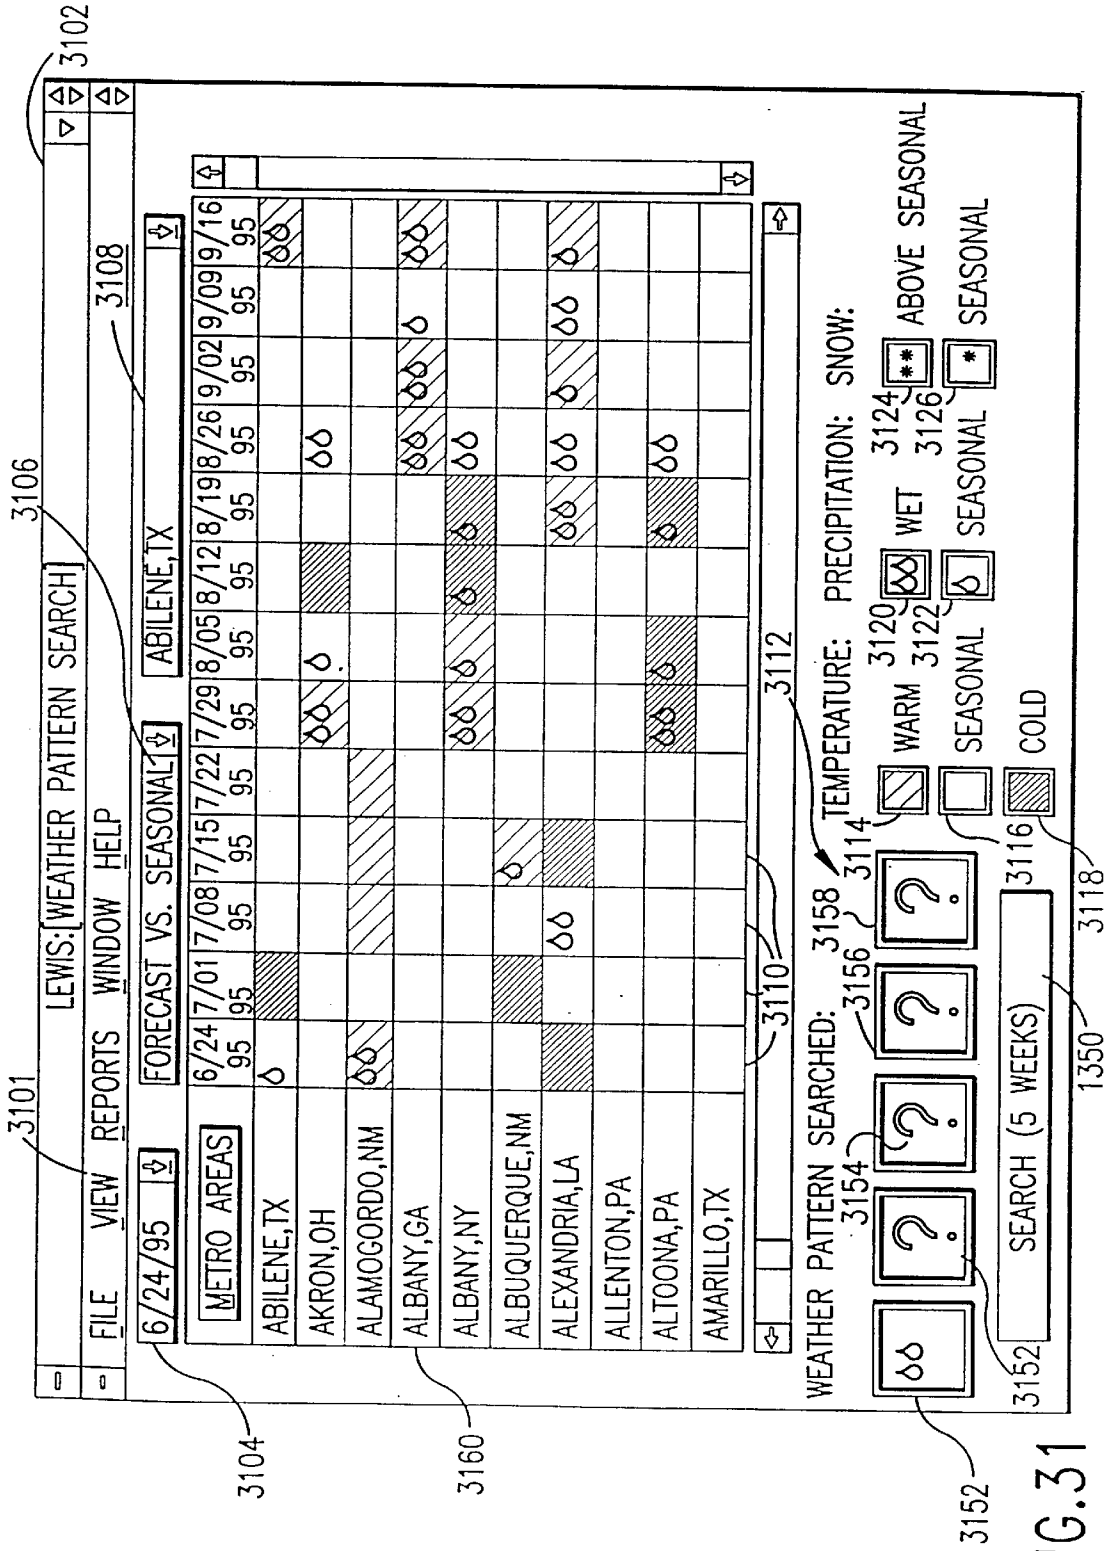 3101
3106
3102
LEWIS:[WEATHER PATTERN SEARCH]
FILE VIEW REPORTS WINDOW HELP
3108
6/24/95
FORECAST VS. SEASONAL
ABILENE,TX
3104
METRO AREAS
6/24 95
7/01 95
7/08 95
7/15 95
7/22 95
7/29 95
8/05 95
8/12 95
8/19 95
8/26 95
9/02 95
9/09 95
9/16 95
ABILENE,TX
AKRON,OH
ALAMOGORDO,NM
ALBANY,GA
3160
ALBANY,NY
ALBUQUERQUE,NM
ALEXANDRIA,LA
ALLENTON,PA
ALTOONA,PA
AMARILLO,TX
3110
3112
WEATHER PATTERN SEARCHED:
TEMPERATURE: PRECIPITATION: SNOW:
3154
3156
3158
3114
WARM
3120
WET
3124
** **
ABOVE SEASONAL
? ? ? ?
SEASONAL
3122
SEASONAL
3126
*
SEASONAL
3116
COLD
3118
SEARCH (5 WEEKS)
3152
3152
1350
IG.31